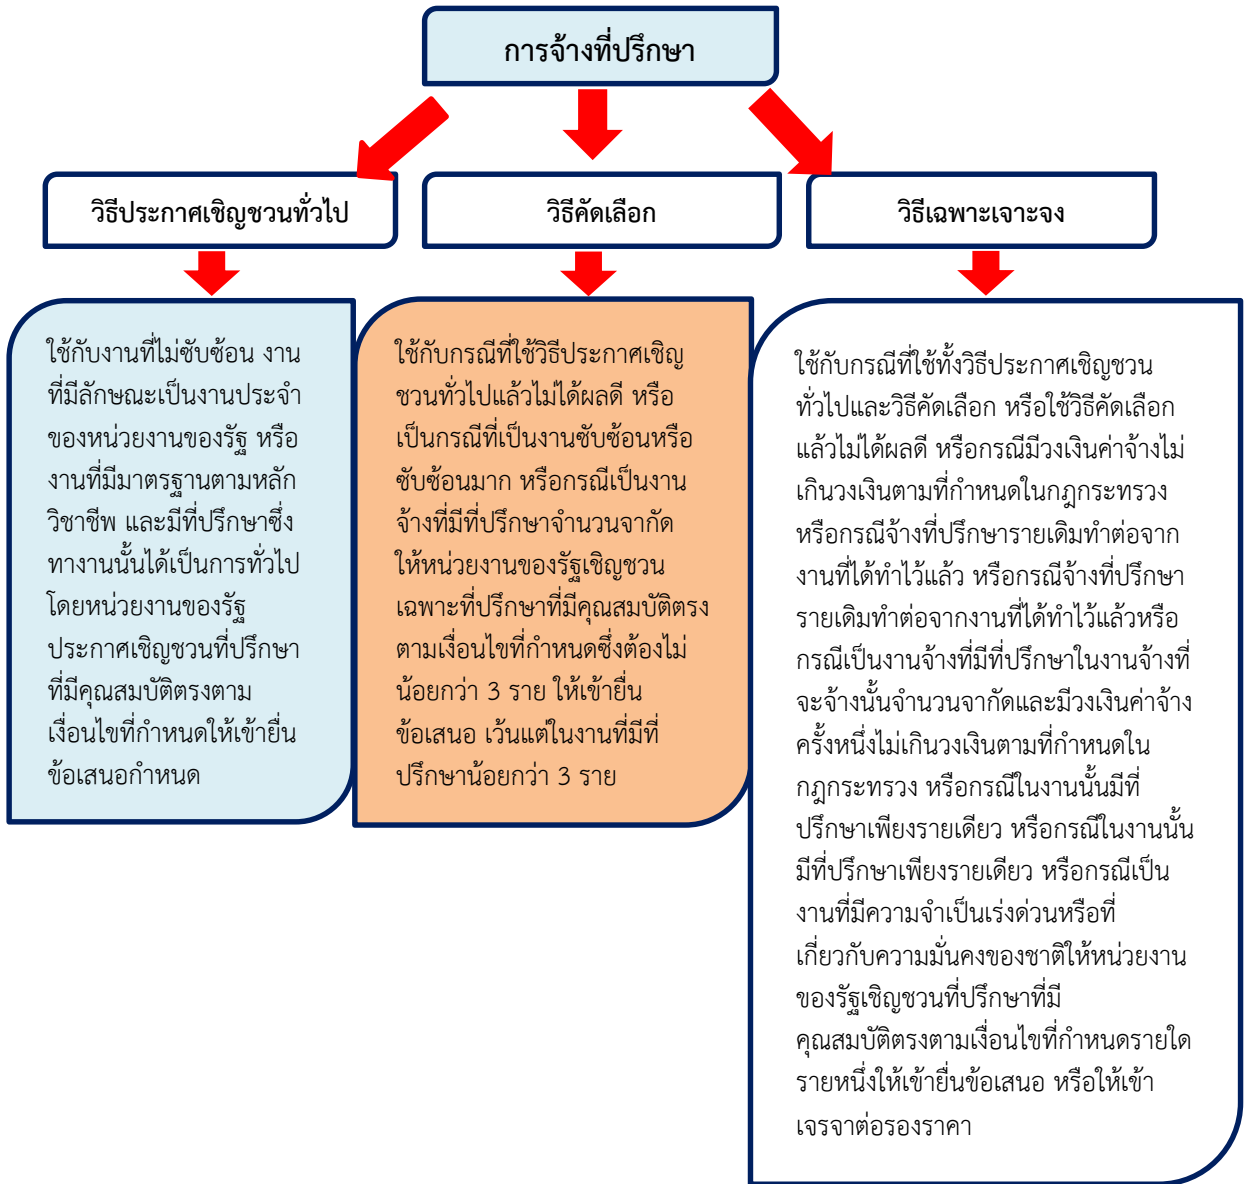 การจ้างที่ปรึกษา
วิธีประกาศเชิญชวนทั่วไป
วิธีคัดเลือก
วิธีเฉพาะเจาะจง
ใช้กับงานที่ไม่ซับซ้อน งาน
ที่มีลักษณะเป็นงานประจำ
ของหน่วยงานของรัฐ หรือ
งานที่มีมาตรฐานตามหลัก
วิชาชีพ และมีที่ปรึกษาซึ่ง
ทางานนั้นได้เป็นการทั่วไป
โดยหน่วยงานของรัฐ
ประกาศเชิญชวนที่ปรึกษา
ที่มีคุณสมบัติตรงตาม
เงื่อนไขที่กำหนดให้เข้ายื่น
ข้อเสนอกำหนด
ใช้กับกรณีที่ใช้วิธีประกาศเชิญ
ชวนทั่วไปแล้วไม่ได้ผลดี หรือ
เป็นกรณีที่เป็นงานซับซ้อนหรือ
ซับซ้อนมาก หรือกรณีเป็นงาน
จ้างที่มีที่ปรึกษาจำนวนจากัด
ให้หน่วยงานของรัฐเชิญชวน
เฉพาะที่ปรึกษาที่มีคุณสมบัติตรง
ตามเงื่อนไขที่กำหนดซึ่งต้องไม่
น้อยกว่า 3 ราย ให้เข้ายื่น
ข้อเสนอ เว้นแต่ในงานที่มีที่
ปรึกษาน้อยกว่า 3 ราย
ใช้กับกรณีที่ใช้ทั้งวิธีประกาศเชิญชวน
ทั่วไปและวิธีคัดเลือก หรือใช้วิธีคัดเลือก
แล้วไม่ได้ผลดี หรือกรณีมีวงเงินค่าจ้างไม่
เกินวงเงินตามที่กำหนดในกฎกระทรวง
หรือกรณีจ้างที่ปรึกษารายเดิมทำต่อจาก
งานที่ได้ทำไว้แล้ว หรือกรณีจ้างที่ปรึกษา
รายเดิมทำต่อจากงานที่ได้ทำไว้แล้วหรือ
กรณีเป็นงานจ้างที่มีที่ปรึกษาในงานจ้างที่
จะจ้างนั้นจำนวนจากัดและมีวงเงินค่าจ้าง
ครั้งหนึ่งไม่เกินวงเงินตามที่กำหนดใน
กฎกระทรวง หรือกรณีในงานนั้นมีที่
ปรึกษาเพียงรายเดียว หรือกรณีในงานนั้น
มีที่ปรึกษาเพียงรายเดียว หรือกรณีเป็น
งานที่มีความจำเป็นเร่งด่วนหรือที่
เกี่ยวกับความมั่นคงของชาติให้หน่วยงาน
ของรัฐเชิญชวนที่ปรึกษาที่มี
คุณสมบัติตรงตามเงื่อนไขที่กำหนดรายใด
รายหนึ่งให้เข้ายื่นข้อเสนอ หรือให้เข้า
เจรจาต่อรองราคา